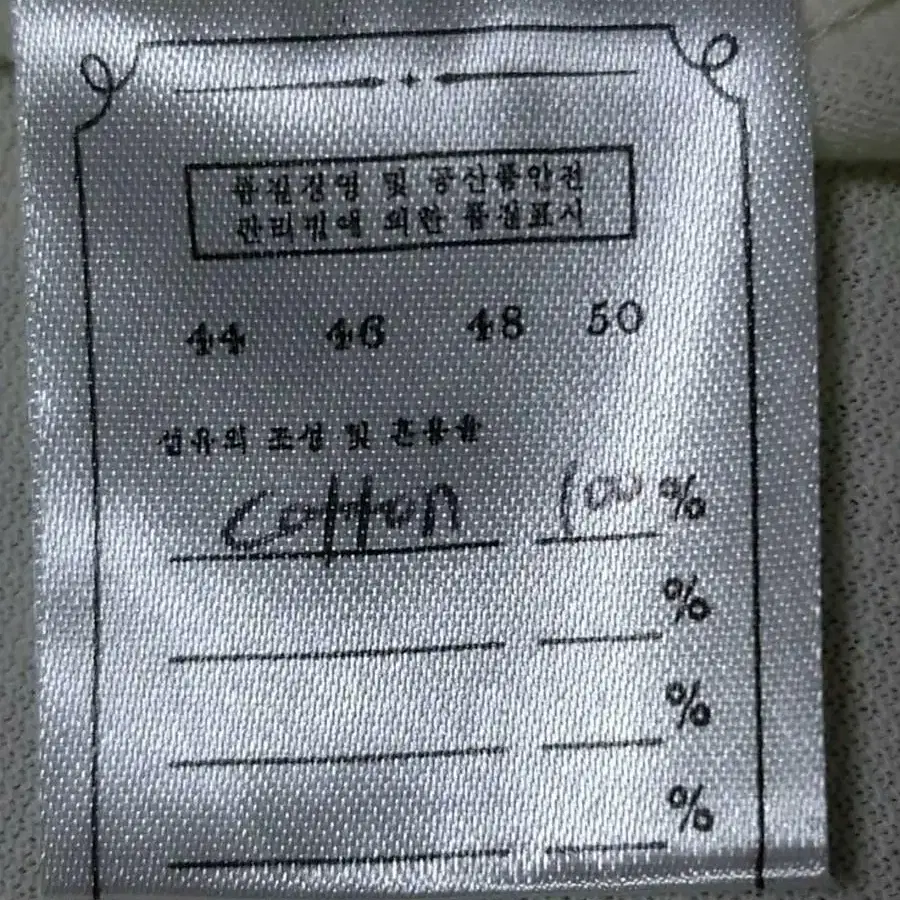 품질경영 및 공산품안전
관리법에 의한 품질표시
44 46 48 50
섬유의 조성 및 혼용율
Cotton 100 %
%
%
%